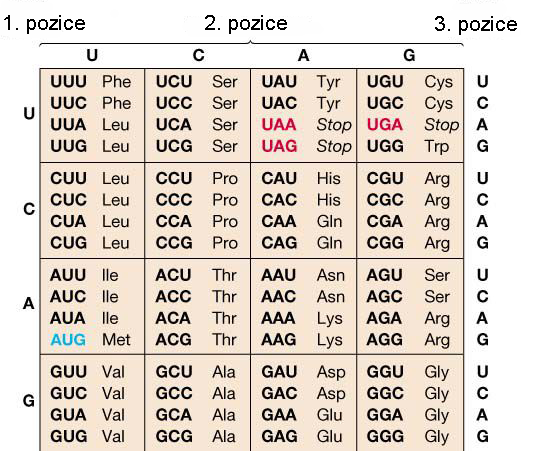 1. pozice 2. pozice 3. pozice
U C A G
UUU Phe UCU Ser UAU Tyr UGU Cys U
UUC Phe UCC Ser UAC Tyr UGC Cys C
U
UUA Leu UCA Ser UAA Stop UGA Stop A
UUG Leu UCG Ser UAG Stop UGG Trp G
CUU Leu CCU Pro CAU His CGU Arg U
CUC Leu CCC Pro CAC His CGC Arg C
C
CUA Leu CCA Pro CAA Gln CGA Arg A
CUG Leu CCG Pro CAG Gln CGG Arg G
AUU Ile ACU Thr AAU Asn AGU Ser U
AUC Ile ACC Thr AAC Asn AGC Ser C
A
AUA Ile ACA Thr AAA Lys AGA Arg A
AUG Met ACG Thr AAG Lys AGG Arg G
GUU Val GCU Ala GAU Asp GGU Gly U
GUC Val GCC Ala GAC Asp GGC Gly C
G
GUA Val GCA Ala GAA Glu GGA Gly A
GUG Val GCG Ala GAG Glu GGG Gly G